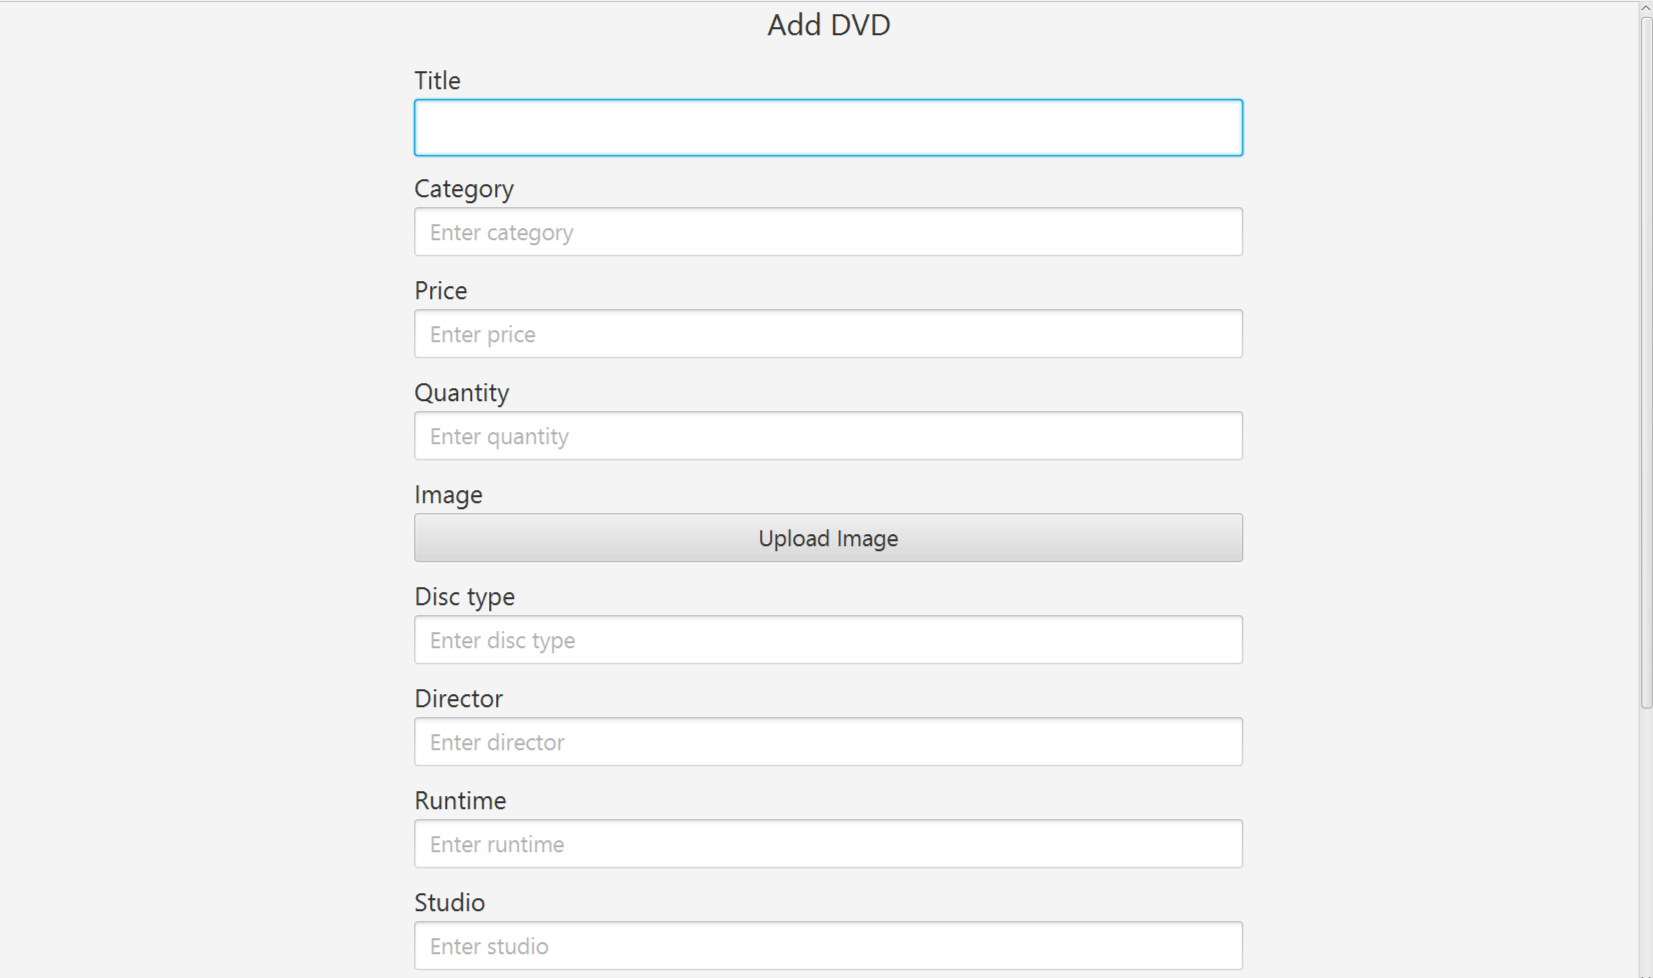 Add DVD
Title
Category
Enter category
Price
Enter price
Quantity
Enter quantity
Image
Upload Image
Disc type
Enter disc type
Director
Enter director
Runtime
Enter runtime
Studio
Enter studio